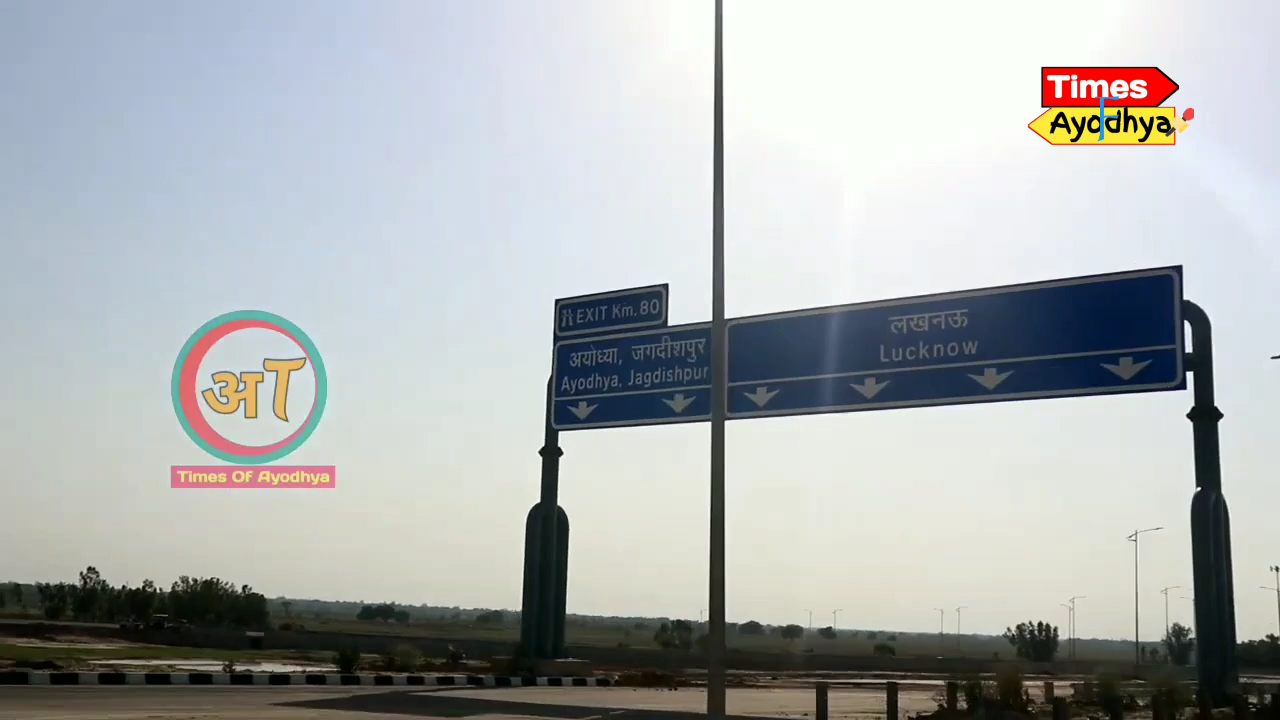 Times
Ayodhya
EXIT Km. 80
अयोध्या, जगदीशपुर
Ayodhya, Jagdishpur
लखनऊ
Lucknow
अT
Times Of Ayodhya